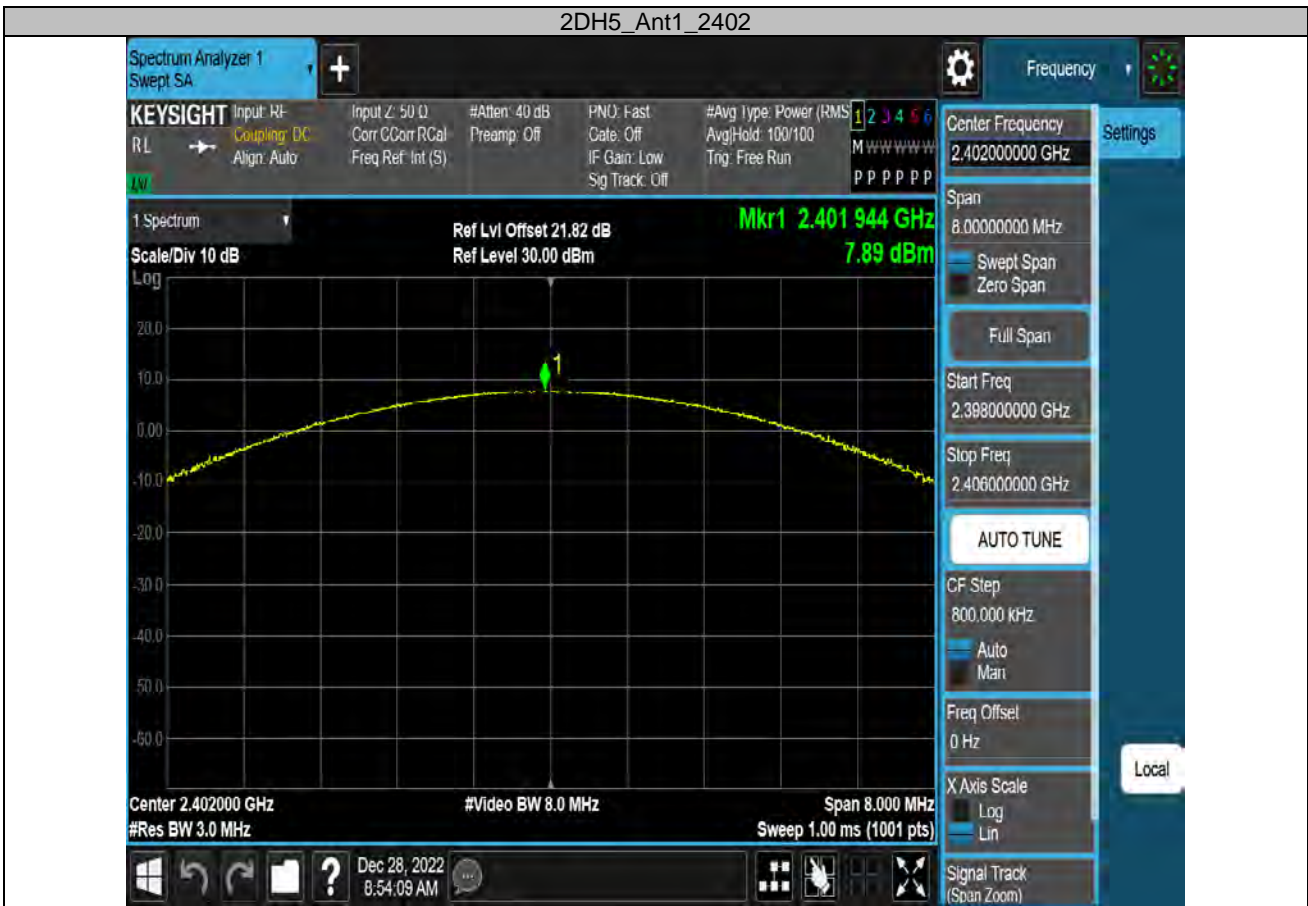 2DH5_Ant1_2402
Spectrum Analyzer 1
Swept SA
+
Frequency
KEYSIGHT
RL
Input: RF
Coupling: DC
Align: Auto
Input Z: 50 Ω
Corr CCorr RCal
Freq Ref: Int (S)
#Atten: 40 dB
Preamp: Off
PNO: Fast
Gate: Off
IF Gain: Low
Sig Track: Off
#Avg Type: Power (RMS
Avg|Hold: 100/100
Trig: Free Run
1 2 3 4 5 6
M W W W W W
P P P P P P
1 Spectrum
Scale/Div 10 dB
Log
Ref Lvl Offset 21.82 dB
Ref Level 30.00 dBm
Mkr1 2.401 944 GHz
7.89 dBm
1
20.0
10.0
0.00
-10.0
-20.0
-30.0
-40.0
-50.0
-60.0
Center 2.402000 GHz
#Res BW 3.0 MHz
#Video BW 8.0 MHz
Span 8.000 MHz
Sweep 1.00 ms (1001 pts)
Center Frequency
2.402000000 GHz
Settings
Span
8.00000000 MHz
Swept Span
Zero Span
Full Span
Start Freq
2.398000000 GHz
Stop Freq
2.406000000 GHz
AUTO TUNE
CF Step
800.000 kHz
Auto
Man
Freq Offset
0 Hz
X Axis Scale
Log
Lin
Local
Signal Track
(Span Zoom)
?
Dec 28, 2022
8:54:09 AM